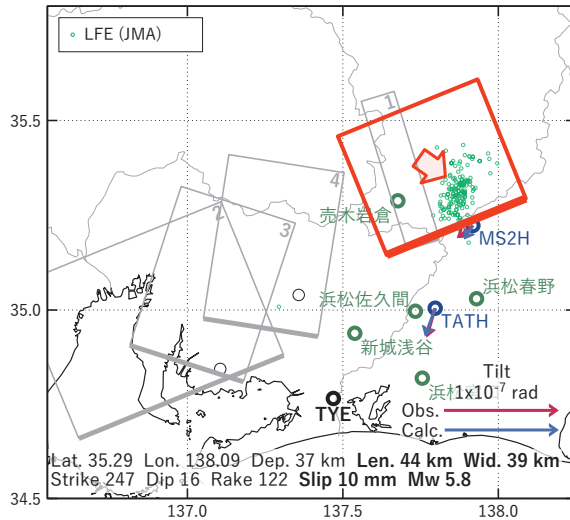 LFE (JMA)
35.5
1
4
2
3
売木岩倉
MS2H
浜松佐久間
浜松春野
35.0
TATH
新城浅谷
Tilt
1x10-7 rad
浜松
TYE
Obs.
Calc.
Lat. 35.29 Lon. 138.09 Dep. 37 km Len. 44 km Wid. 39 km
Strike 247 Dip 16 Rake 122 Slip 10 mm Mw 5.8
34.5
137.0
137.5
138.0